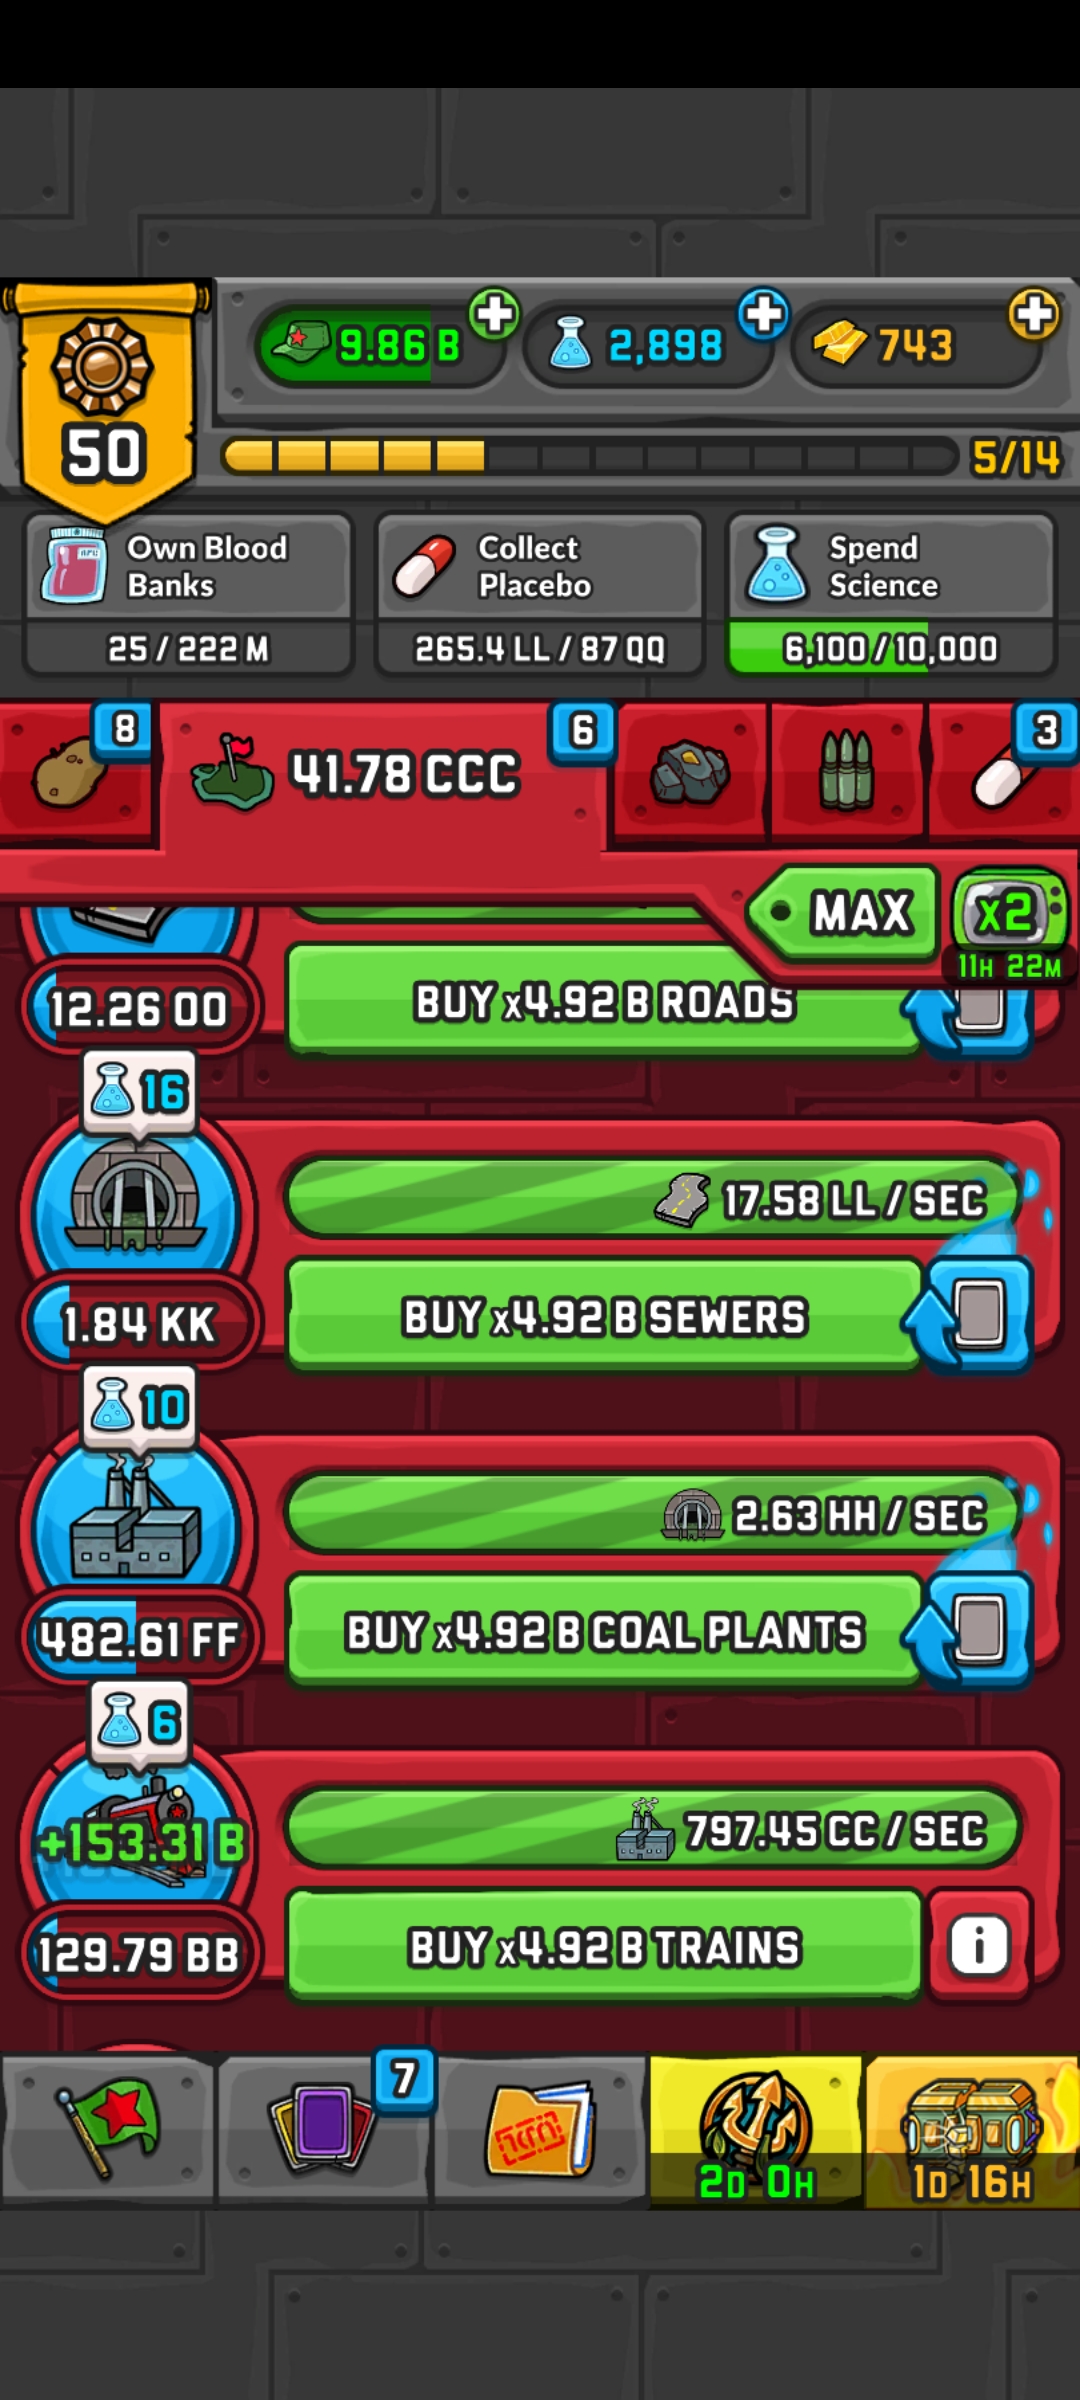 9.86 B
2,898
743
50
5/14
Own Blood
Banks
25 / 222 M
Collect
Placebo
265.4 LL / 87 QQ
Spend
Science
6,100 / 10,000
8
41.78 CCC
6
3
MAX
x2
11H 22M
12.26 OO
BUY x4.92 B ROADS
16
17.58 LL / SEC
1.84 KK
BUY x4.92 B SEWERS
10
2.63 HH / SEC
482.61 FF
BUY x4.92 B COAL PLANTS
6
+153.31 B
797.45 CC / SEC
129.79 BB
BUY x4.92 B TRAINS
i
7
2D 0H
1D 16H